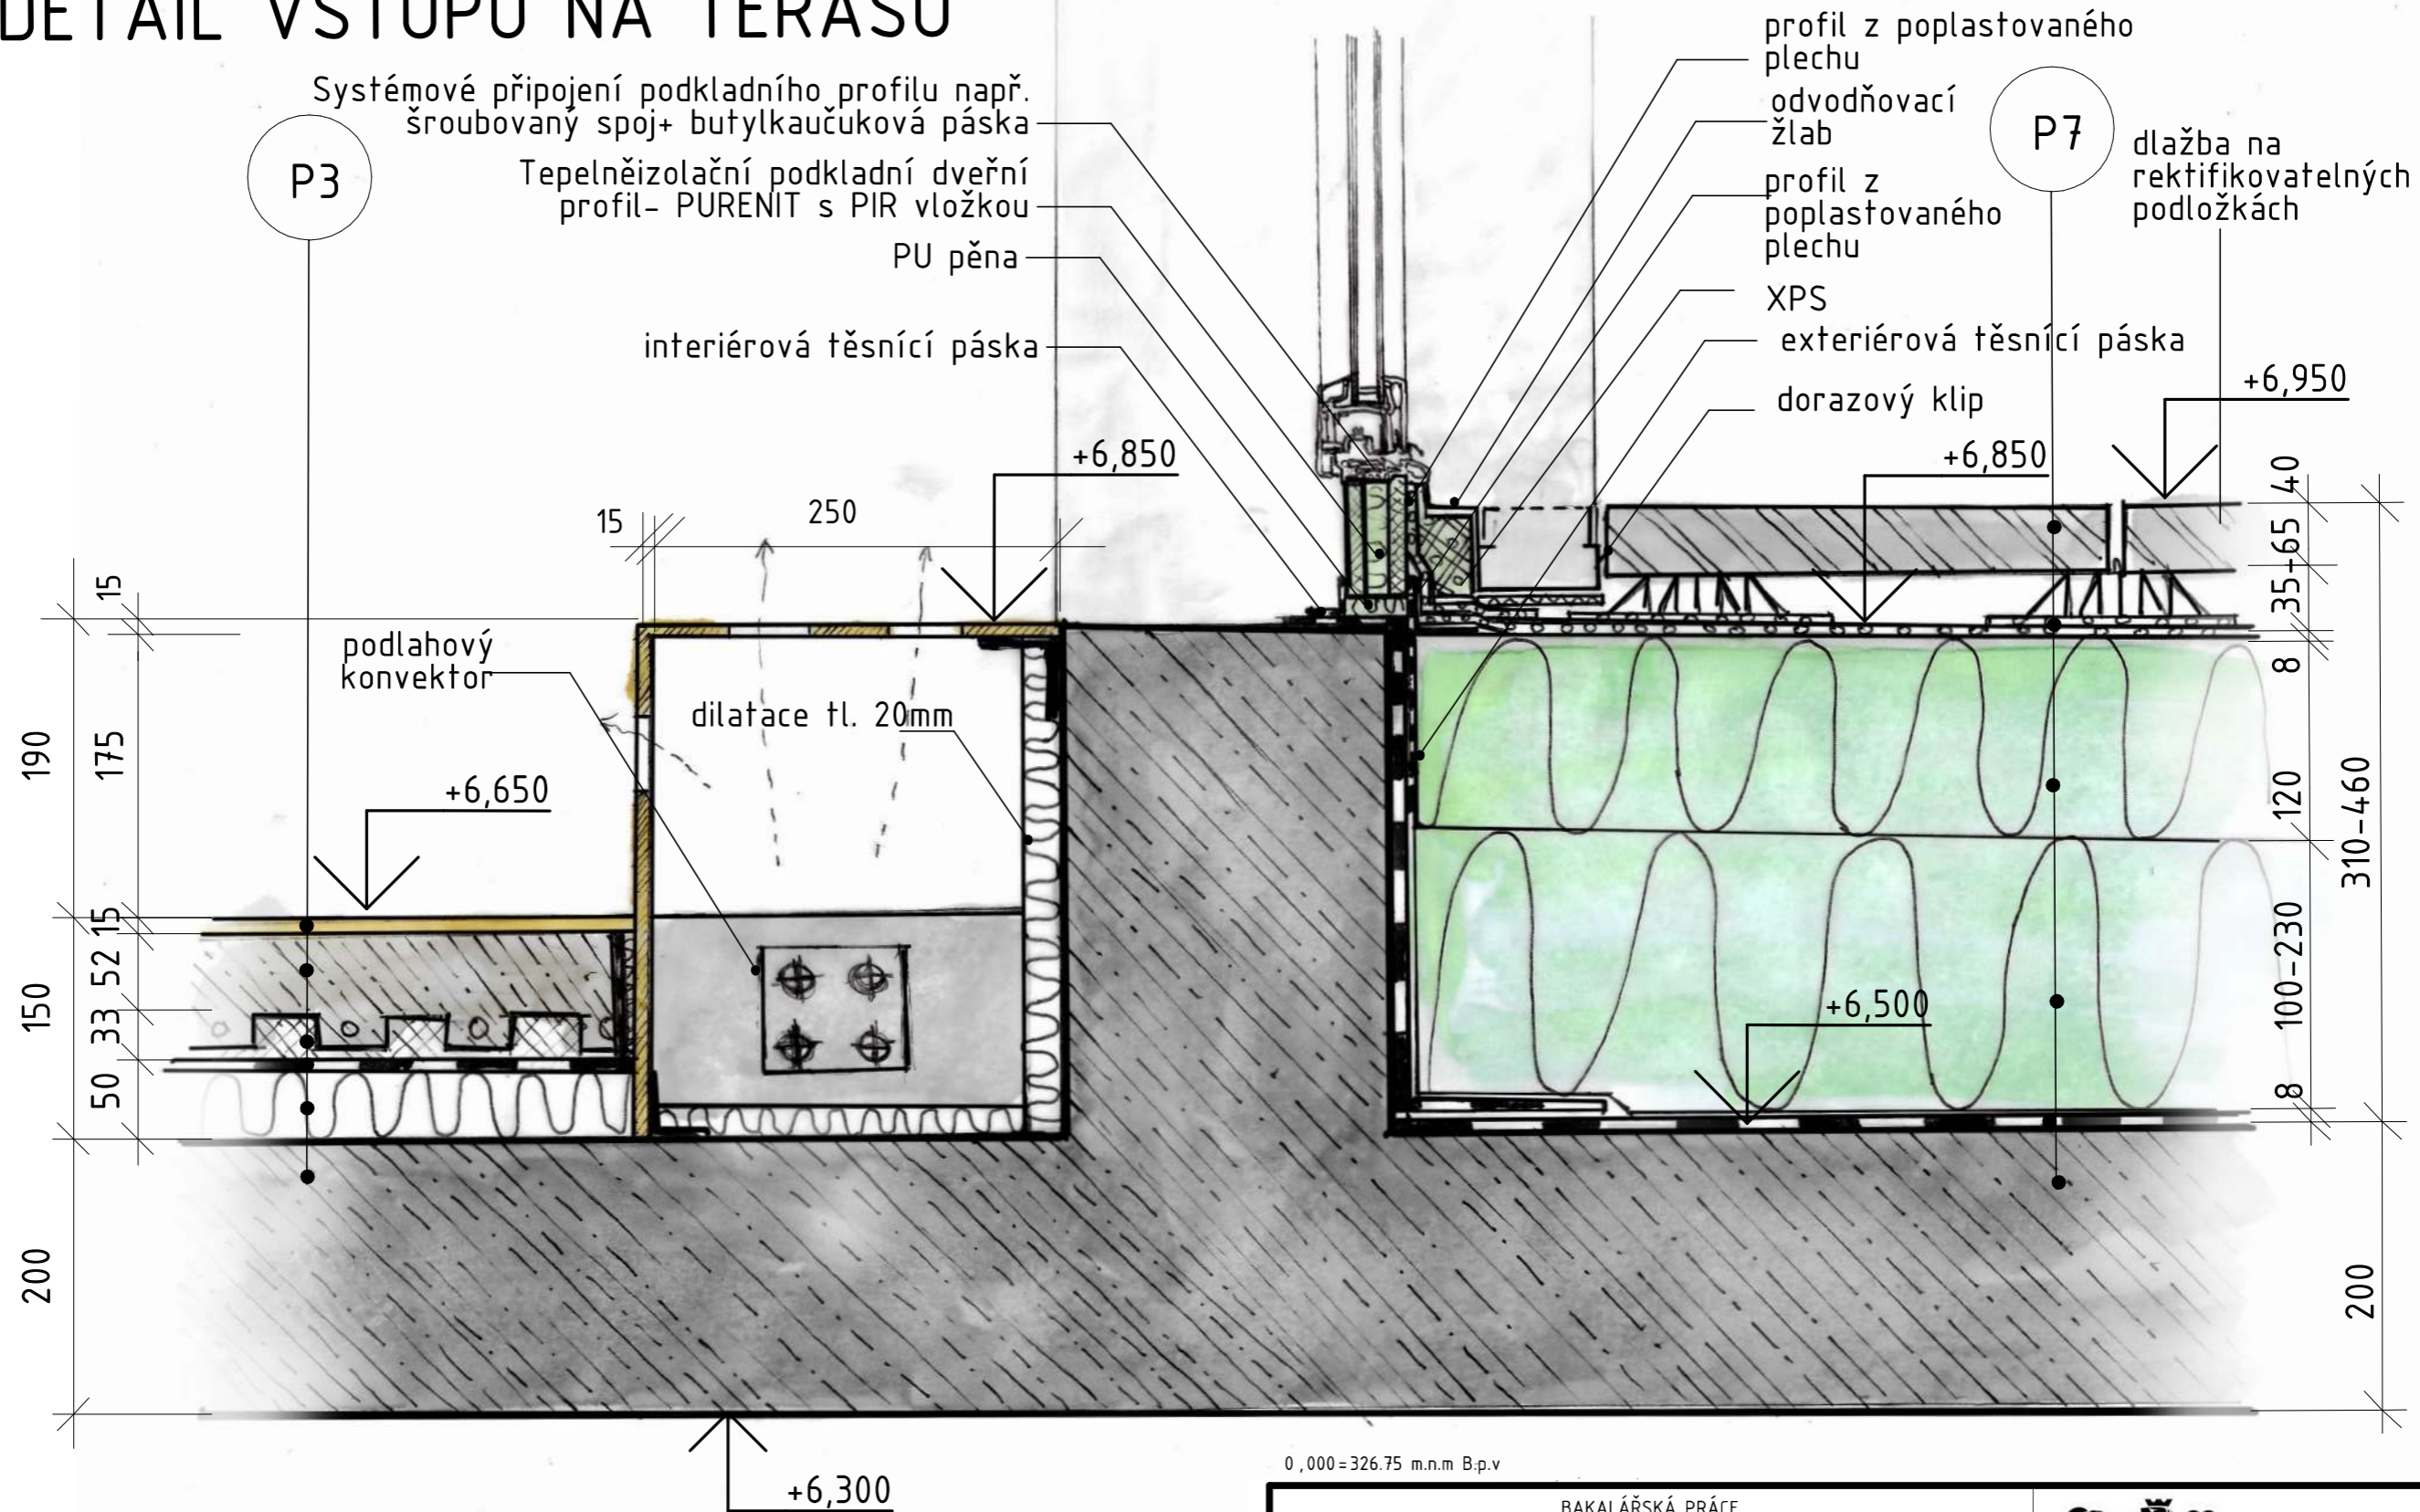 DETAIL VSTUPU NA TERASU
Systémové připojení podkladního profilu např.
šroubovaný spoj+ butylkaučuková páska
Tepelněizolační podkladní dveřní
profil- PURENIT s PIR vložkou
PU pěna
interiérová těsnící páska
P3
profil z poplastovaného
plechu
odvodňovací
žlab
profil z
poplastovaného
plechu
XPS
exteriérová těsnící páska
dorazový klip
P7
dlažba na
rektifikovatelných
podložkách
+6,950
+6,850
+6,850
15
250
podlahový
konvektor
dilatace tl. 20mm
+6,650
+6,500
+6,300
190
150
200
15
175
15
52
33
50
40
35-65
8
120
100-230
8
310-460
200
0,000=326.75 m.n.m B.p.v
BAKALÁŘSKÁ PRÁCE